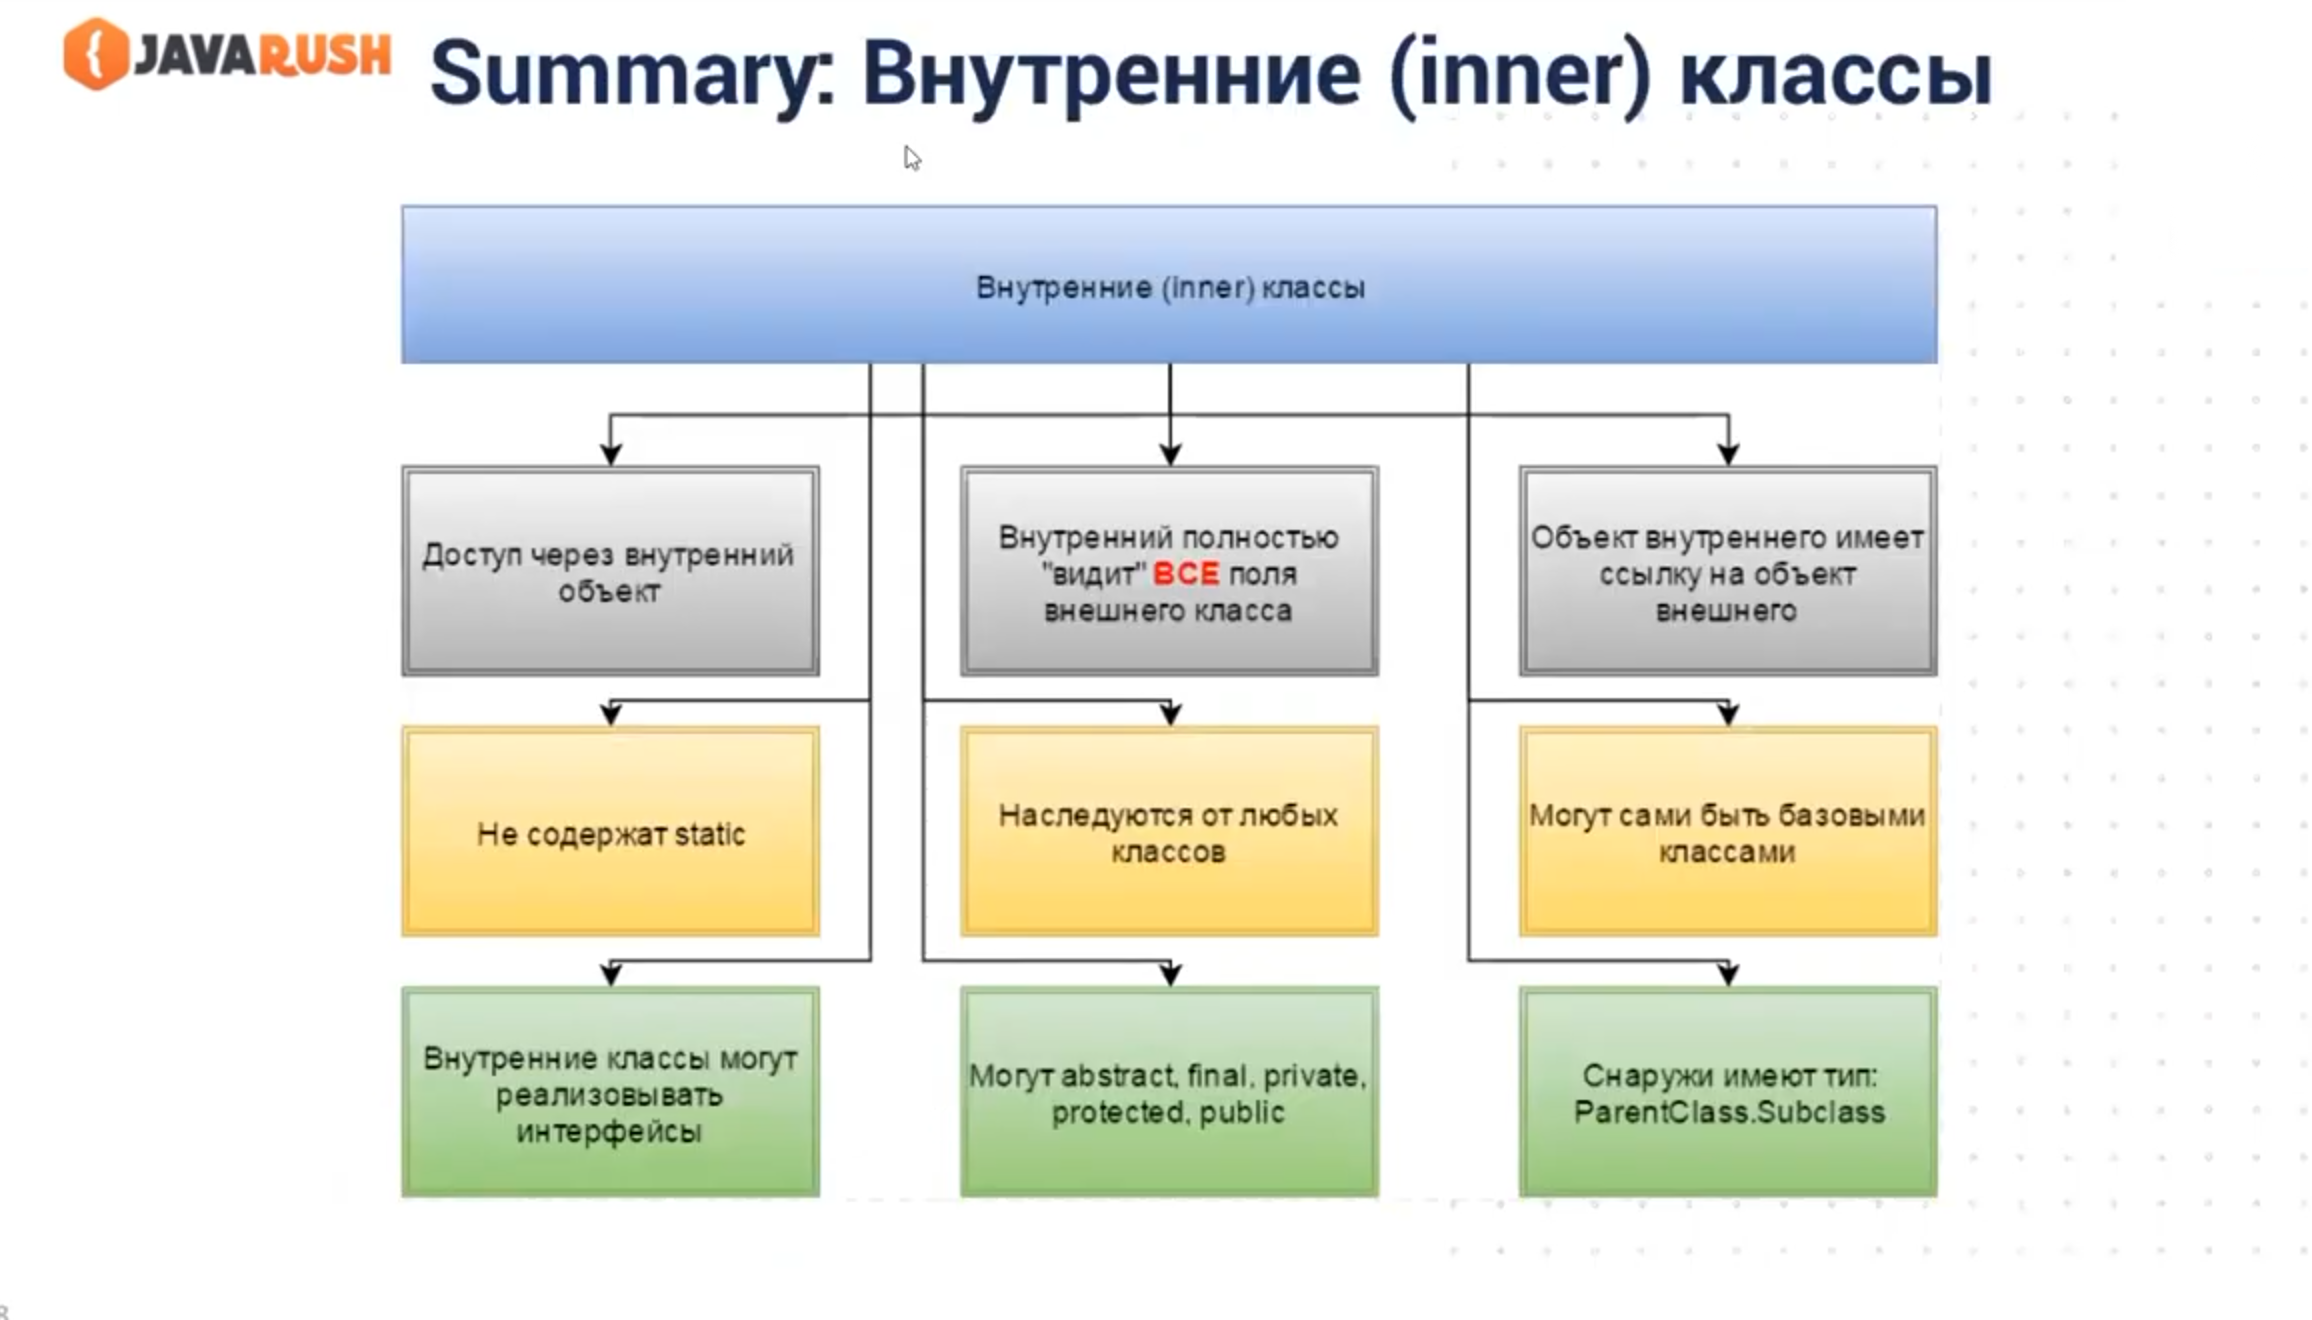 JAVARUSH
Summary: Внутренние (inner) классы
Внутренние (inner) классы
Доступ через внутренний
объект
Внутренний полностью
"видит" ВСЕ поля
внешнего класса
Объект внутреннего имеет
ссылку на объект
внешнего
Не содержат static
Наследуются от любых
классов
Могут сами быть базовыми
классами
Внутренние классы могут
реализовывать
интерфейсы
Могут abstract, final, private,
protected, public
Снаружи имеют тип:
ParentClass.Subclass